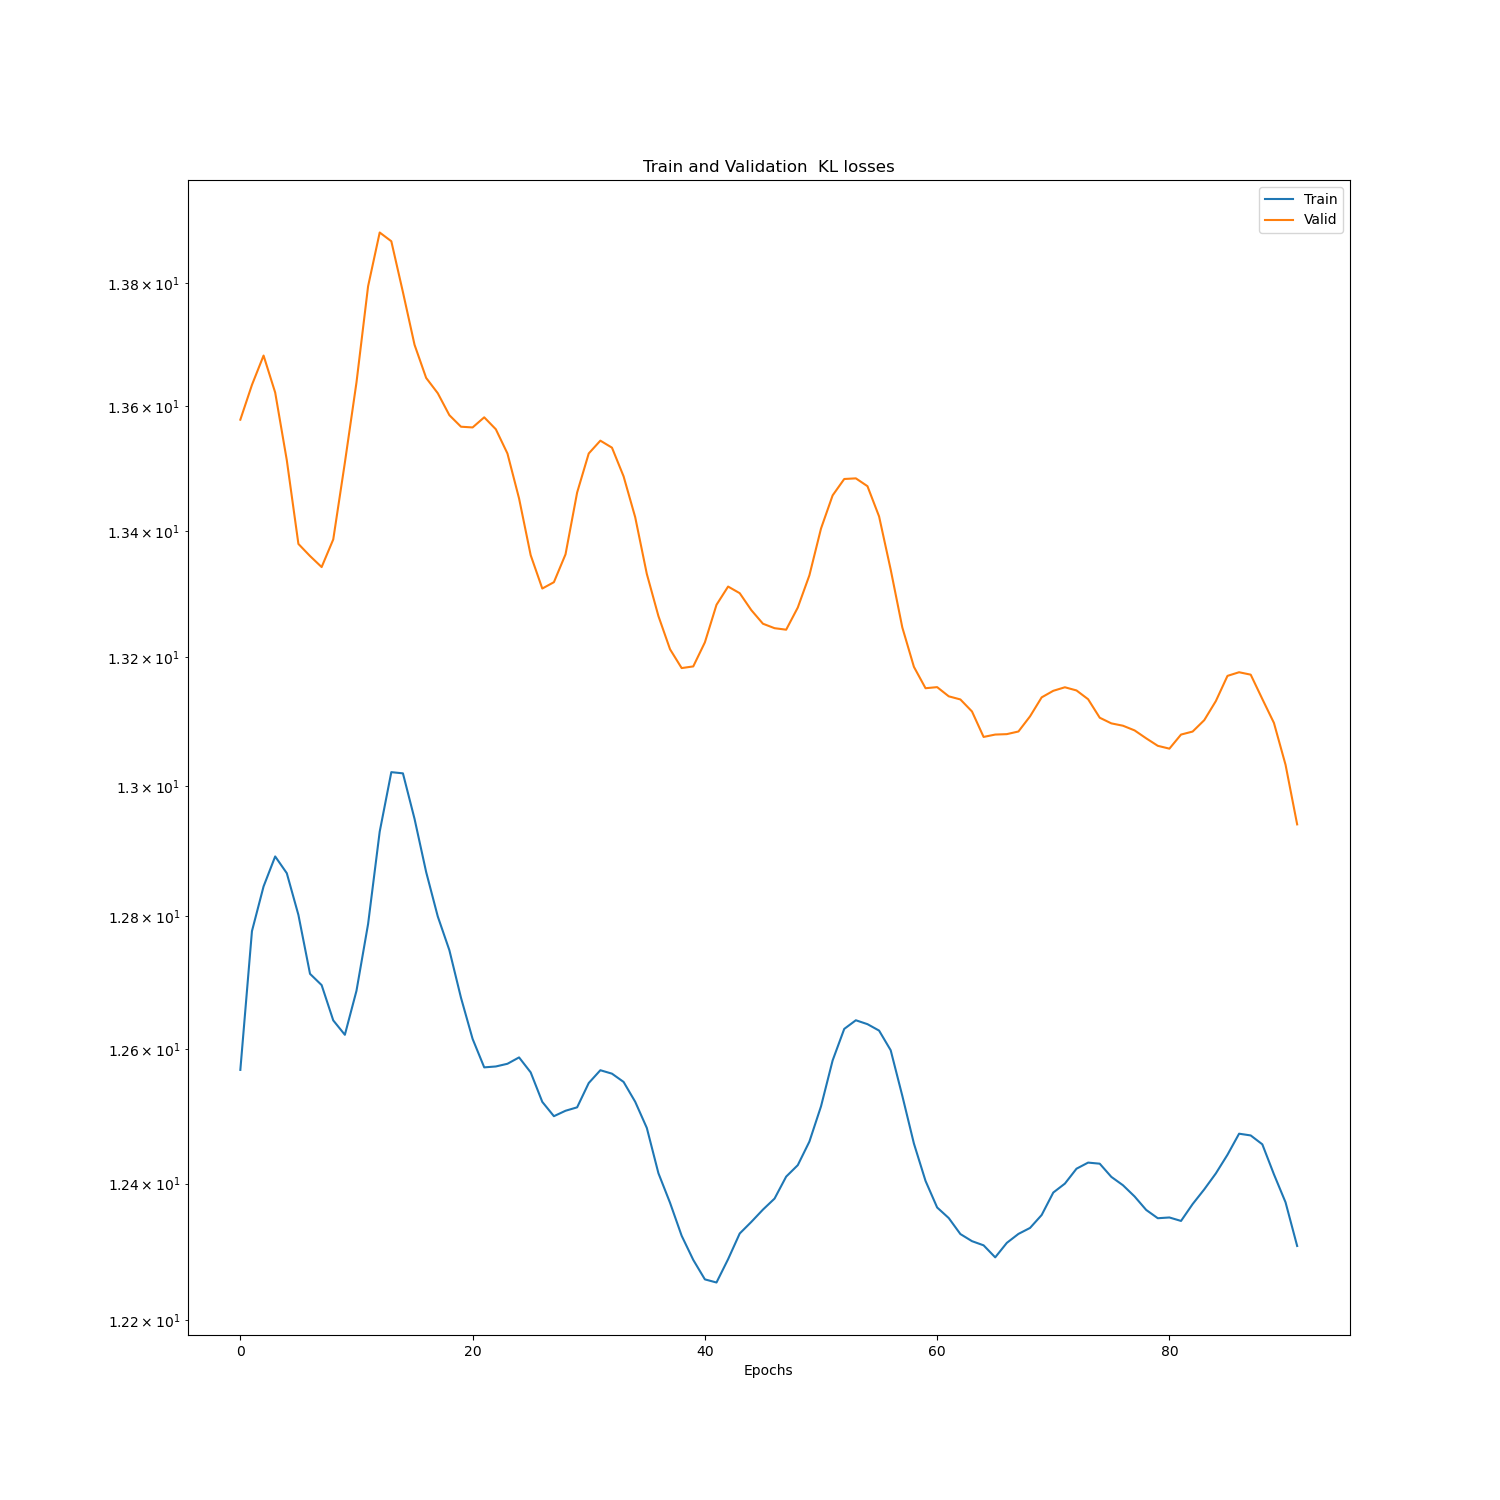 Train and Validation  KL losses
Train
Valid
1.38 × 10¹
1.36 × 10¹
1.34 × 10¹
1.32 × 10¹
1.3 × 10¹
1.28 × 10¹
1.26 × 10¹
1.24 × 10¹
1.22 × 10¹
0 20 40 60 80
Epochs